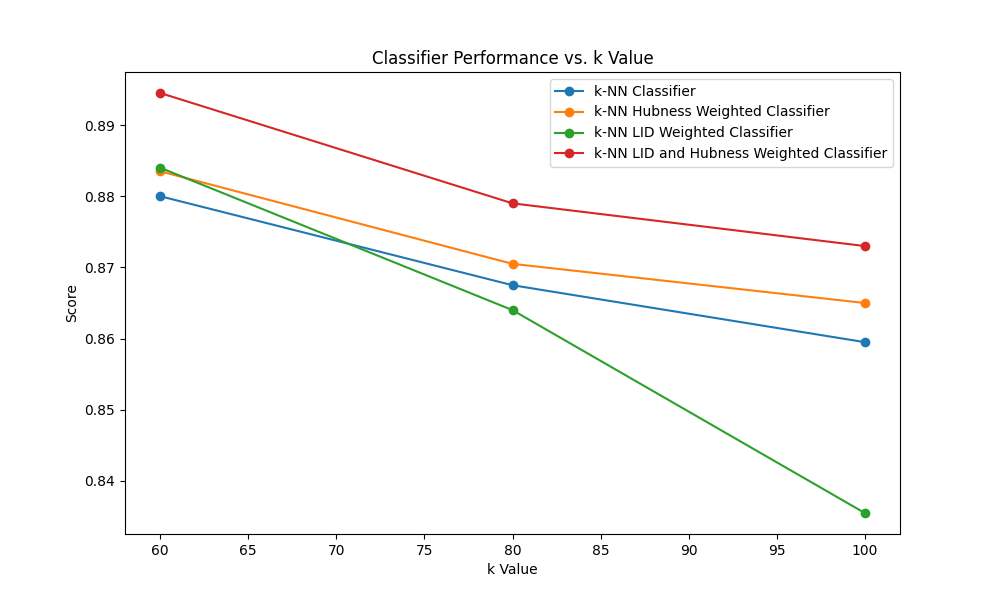 Classifier Performance vs. k Value
k-NN Classifier
k-NN Hubness Weighted Classifier
k-NN LID Weighted Classifier
k-NN LID and Hubness Weighted Classifier
0.89
0.88
0.87
0.86
0.85
0.84
Score
60 65 70 75 80 85 90 95 100
k Value